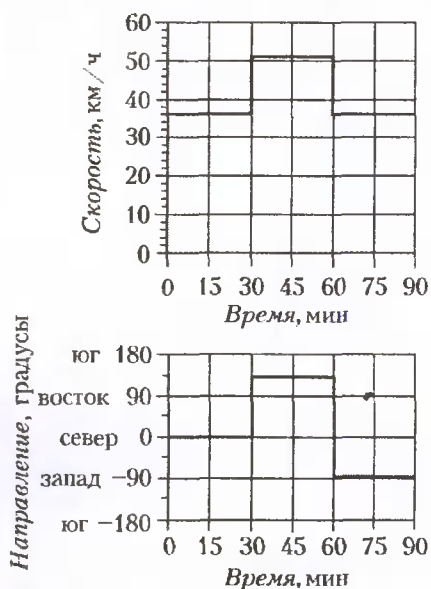 Скорость, км / ч
60
50
40
30
20
10
0
0 15 30 45 60 75 90
Время, мин
Направление, градусы
юг 180
восток 90
север 0
запад −90
юг −180
0 15 30 45 60 75 90
Время, мин